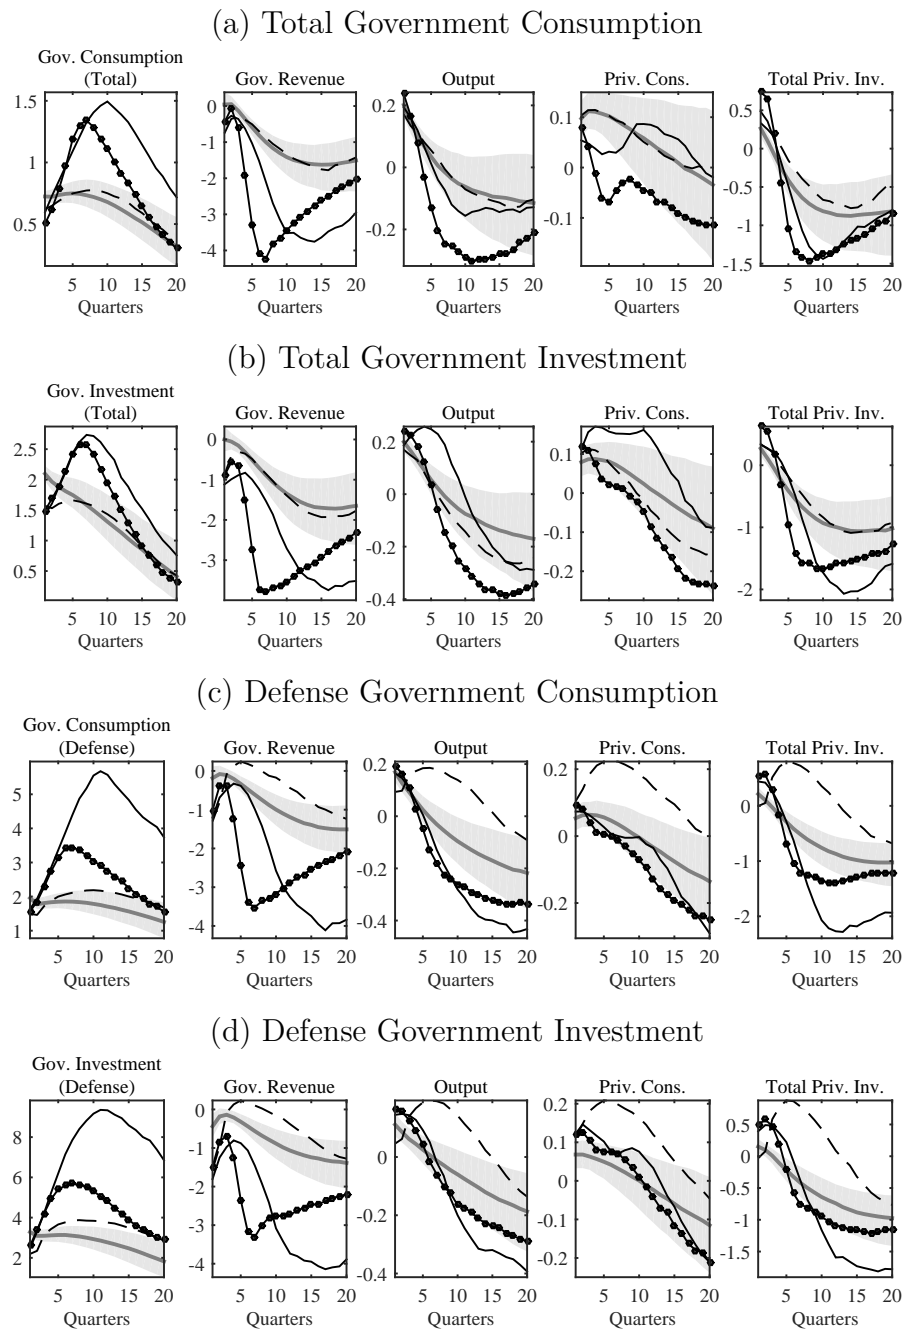 (a) Total Government Consumption
Gov. Consumption
(Total)
Gov. Revenue
Output
Priv. Cons.
Total Priv. Inv.
1.5
1
0.5
0
-1
-2
-3
-4
0.2
0
-0.2
0.1
0
-0.1
0.5
0
-0.5
-1
-1.5
5 10 15 20
5 10 15 20
5 10 15 20
5 10 15 20
5 10 15 20
Quarters
Quarters
Quarters
Quarters
Quarters
(b) Total Government Investment
Gov. Investment
(Total)
Gov. Revenue
Output
Priv. Cons.
Total Priv. Inv.
2.5
2
1.5
1
0.5
0
-1
-2
-3
0.2
0
-0.2
-0.4
0.1
0
-0.1
-0.2
0
-1
-2
5 10 15 20
5 10 15 20
5 10 15 20
5 10 15 20
5 10 15 20
Quarters
Quarters
Quarters
Quarters
Quarters
(c) Defense Government Consumption
Gov. Consumption
(Defense)
Gov. Revenue
Output
Priv. Cons.
Total Priv. Inv.
5
4
3
2
1
0
-1
-2
-3
-4
0.2
0
-0.2
-0.4
0.2
0
-0.2
0
-1
-2
5 10 15 20
5 10 15 20
5 10 15 20
5 10 15 20
5 10 15 20
Quarters
Quarters
Quarters
Quarters
Quarters
(d) Defense Government Investment
Gov. Investment
(Defense)
Gov. Revenue
Output
Priv. Cons.
Total Priv. Inv.
8
6
4
2
0
-1
-2
-3
-4
0
-0.2
-0.4
0.2
0.1
0
-0.1
-0.2
0.5
0
-0.5
-1
-1.5
5 10 15 20
5 10 15 20
5 10 15 20
5 10 15 20
5 10 15 20
Quarters
Quarters
Quarters
Quarters
Quarters